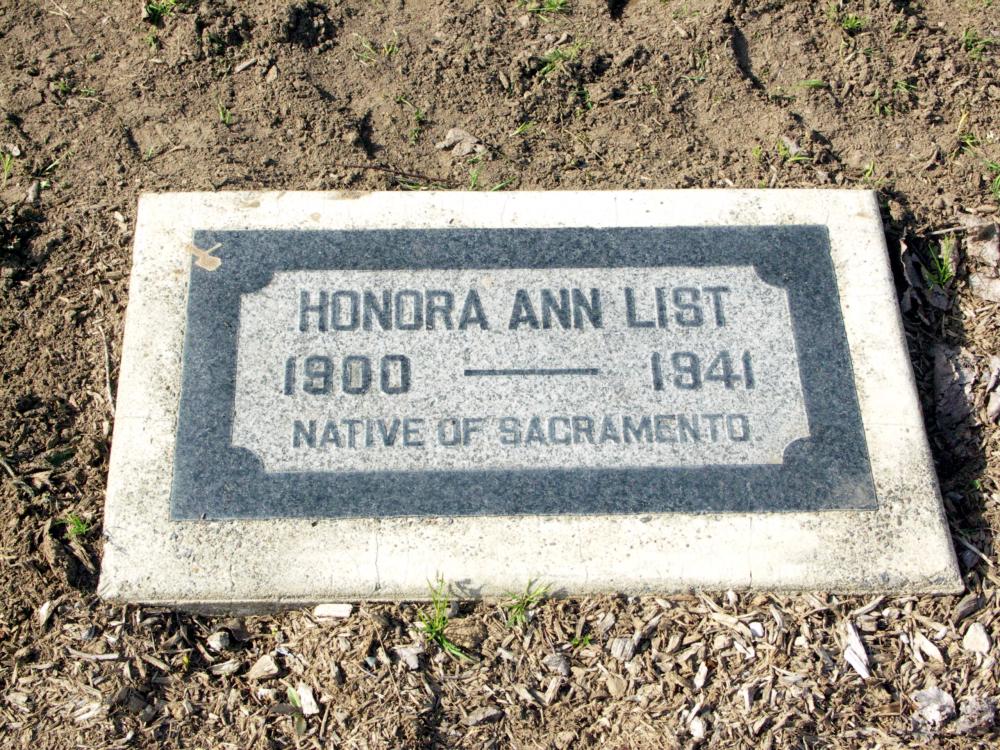 HONORA ANN LIST
1900 — 1941
NATIVE OF SACRAMENTO.